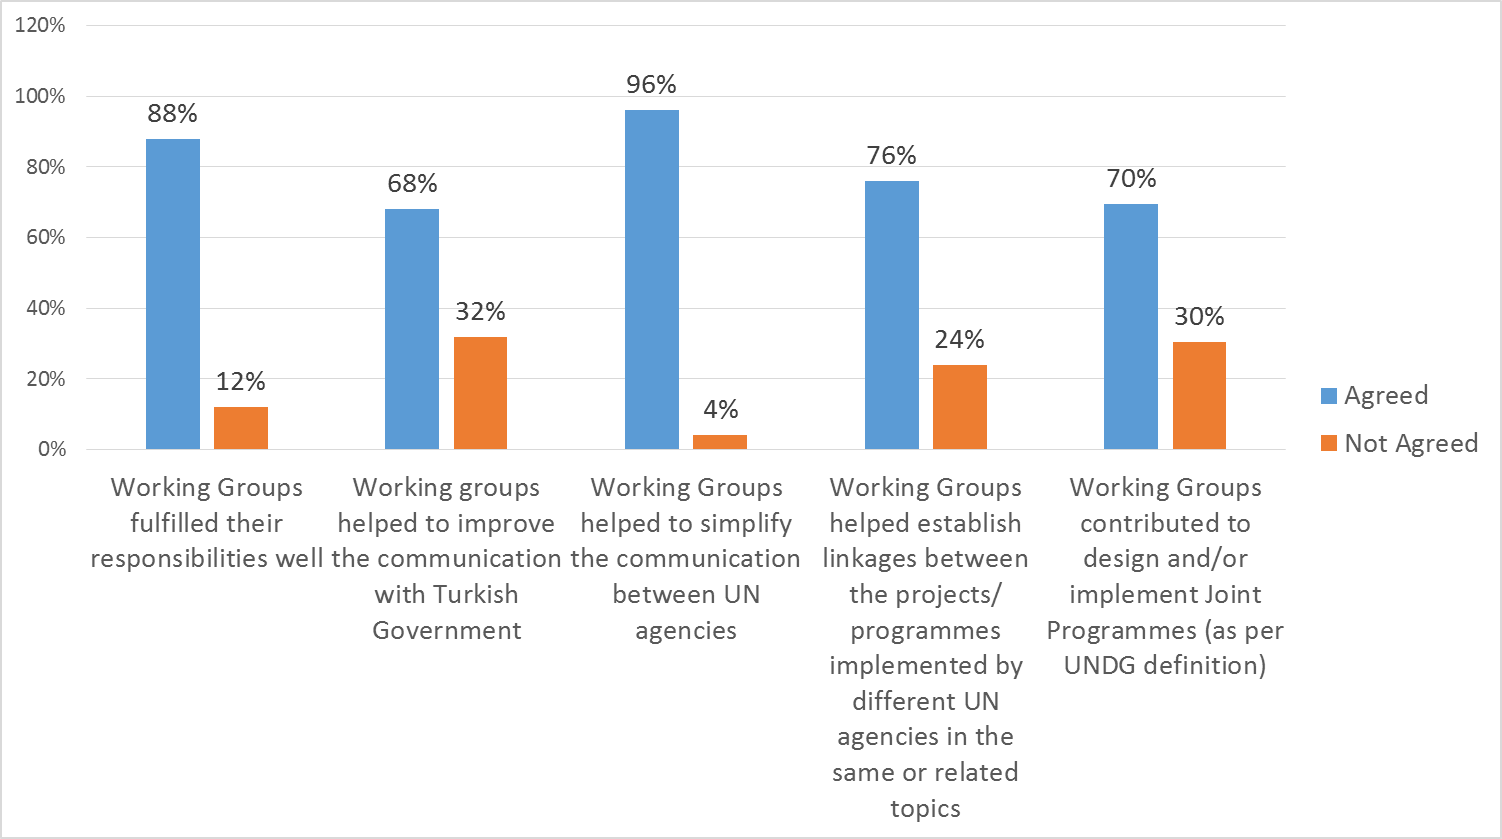 120%
100%
80%
60%
40%
20%
0%
88%
12%
68%
32%
96%
4%
76%
24%
70%
30%
Working Groups
fulfilled their
responsibilities well
Working groups
helped to improve
the communication
with Turkish
Government
Working Groups
helped to simplify
the communication
between UN
agencies
Working Groups
helped establish
linkages between
the projects/
programmes
implemented by
different UN
agencies in the
same or related
topics
Working Groups
contributed to
design and/or
implement Joint
Programmes (as per
UNDG definition)
Agreed
Not Agreed